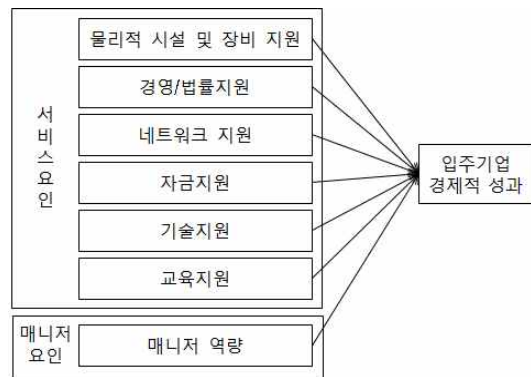 물리적 시설 및 장비 지원
경영/법률지원
서비스요인
네트워크 지원
자금지원
기술지원
교육지원
입주기업
경제적 성과
매니저
요인
매니저 역량